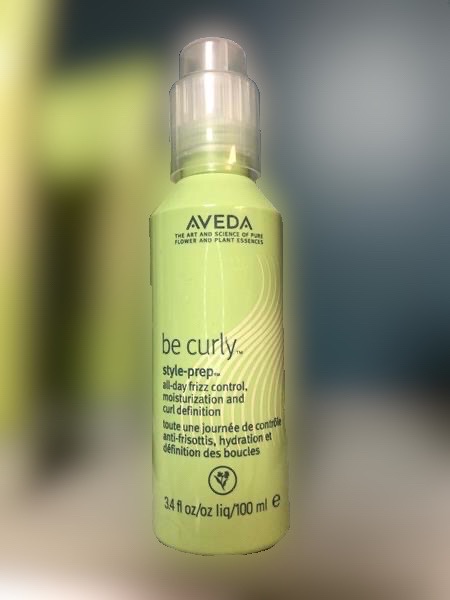 AVEDA
THE ART AND SCIENCE OF PURE
FLOWER AND PLANT ESSENCES
be curly™
style-prep™
all-day frizz control,
moisturization and
curl definition
toute une journée de contrôle
anti-frisottis, hydration et
définition des boucles
3.4 fl oz/oz liq/100 ml e